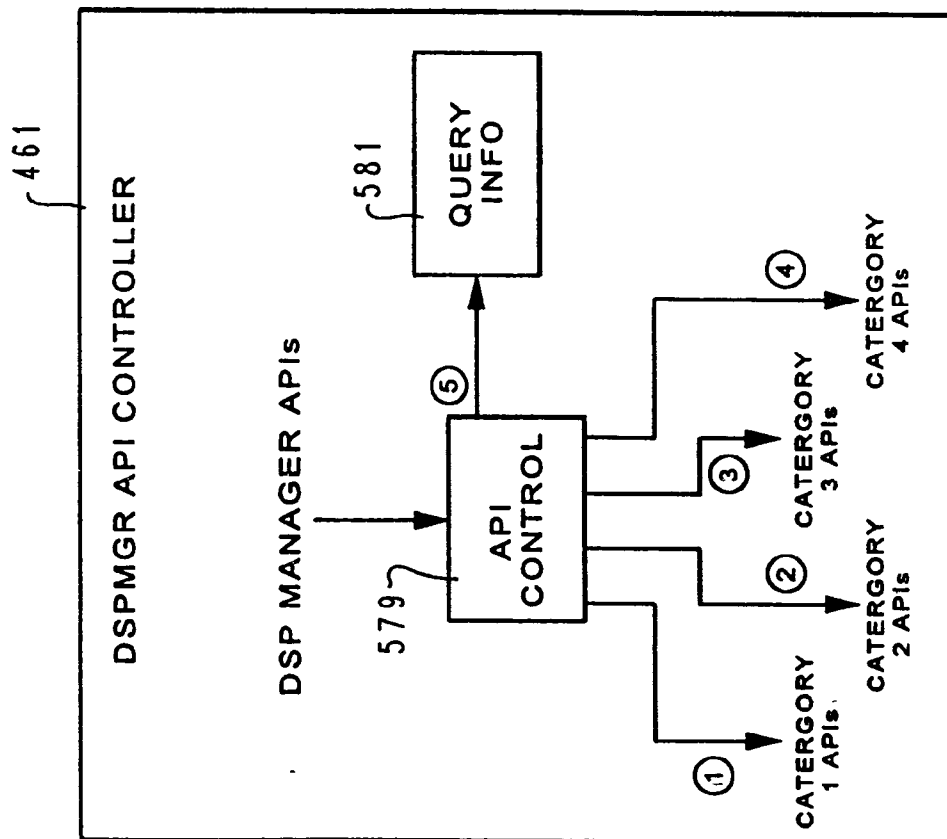 461
DSPMGR API CONTROLLER
DSP MANAGER APIs
581
QUERY
INFO
5
579
API
CONTROL
1
2
3
4
CATERGORY
1 APIs
CATERGORY
2 APIs
CATERGORY
3 APIs
CATERGORY
4 APIs